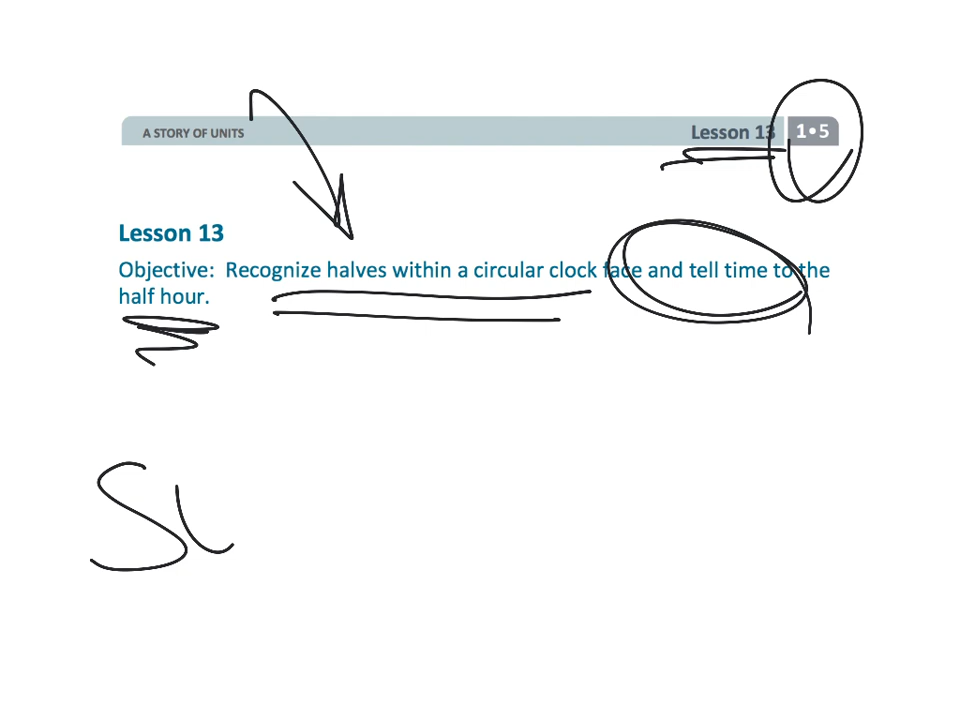 A STORY OF UNITS Lesson 13 1•5
Lesson 13
Objective: Recognize halves within a circular clock face and tell time to the
half hour.